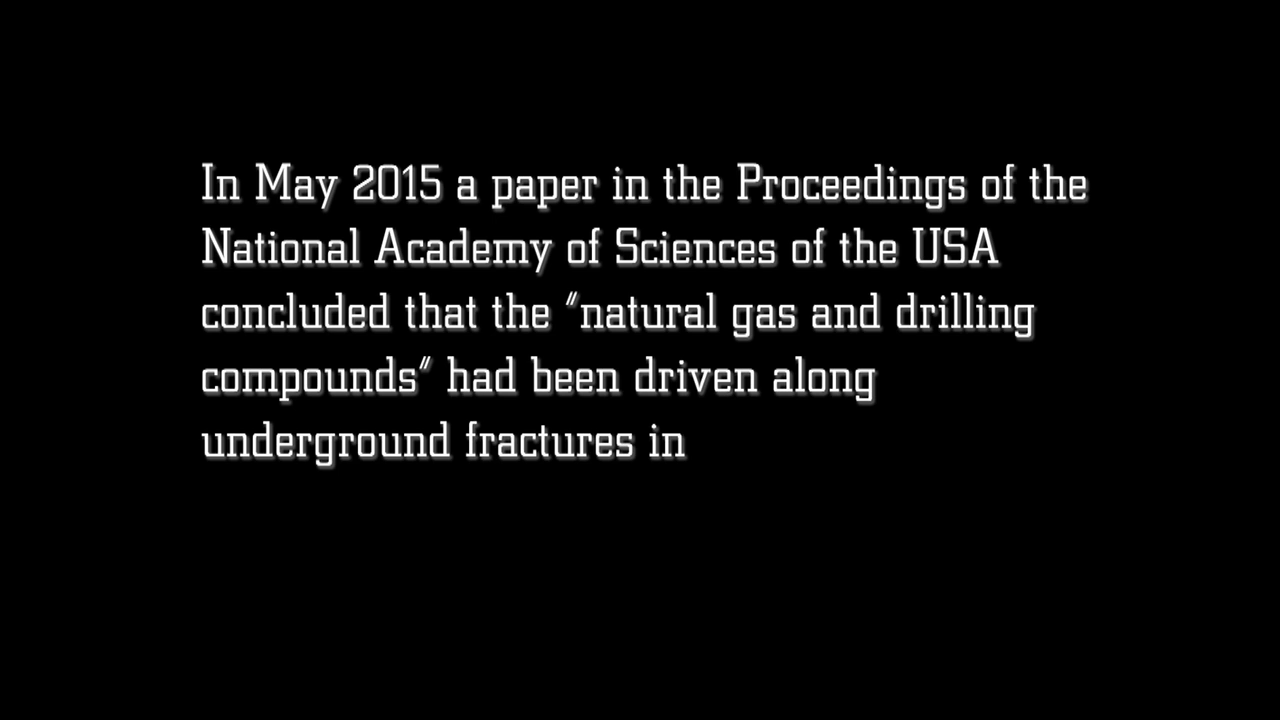 In May 2015 a paper in the Proceedings of the
National Academy of Sciences of the USA
concluded that the "natural gas and drilling
compounds" had been driven along
underground fractures in